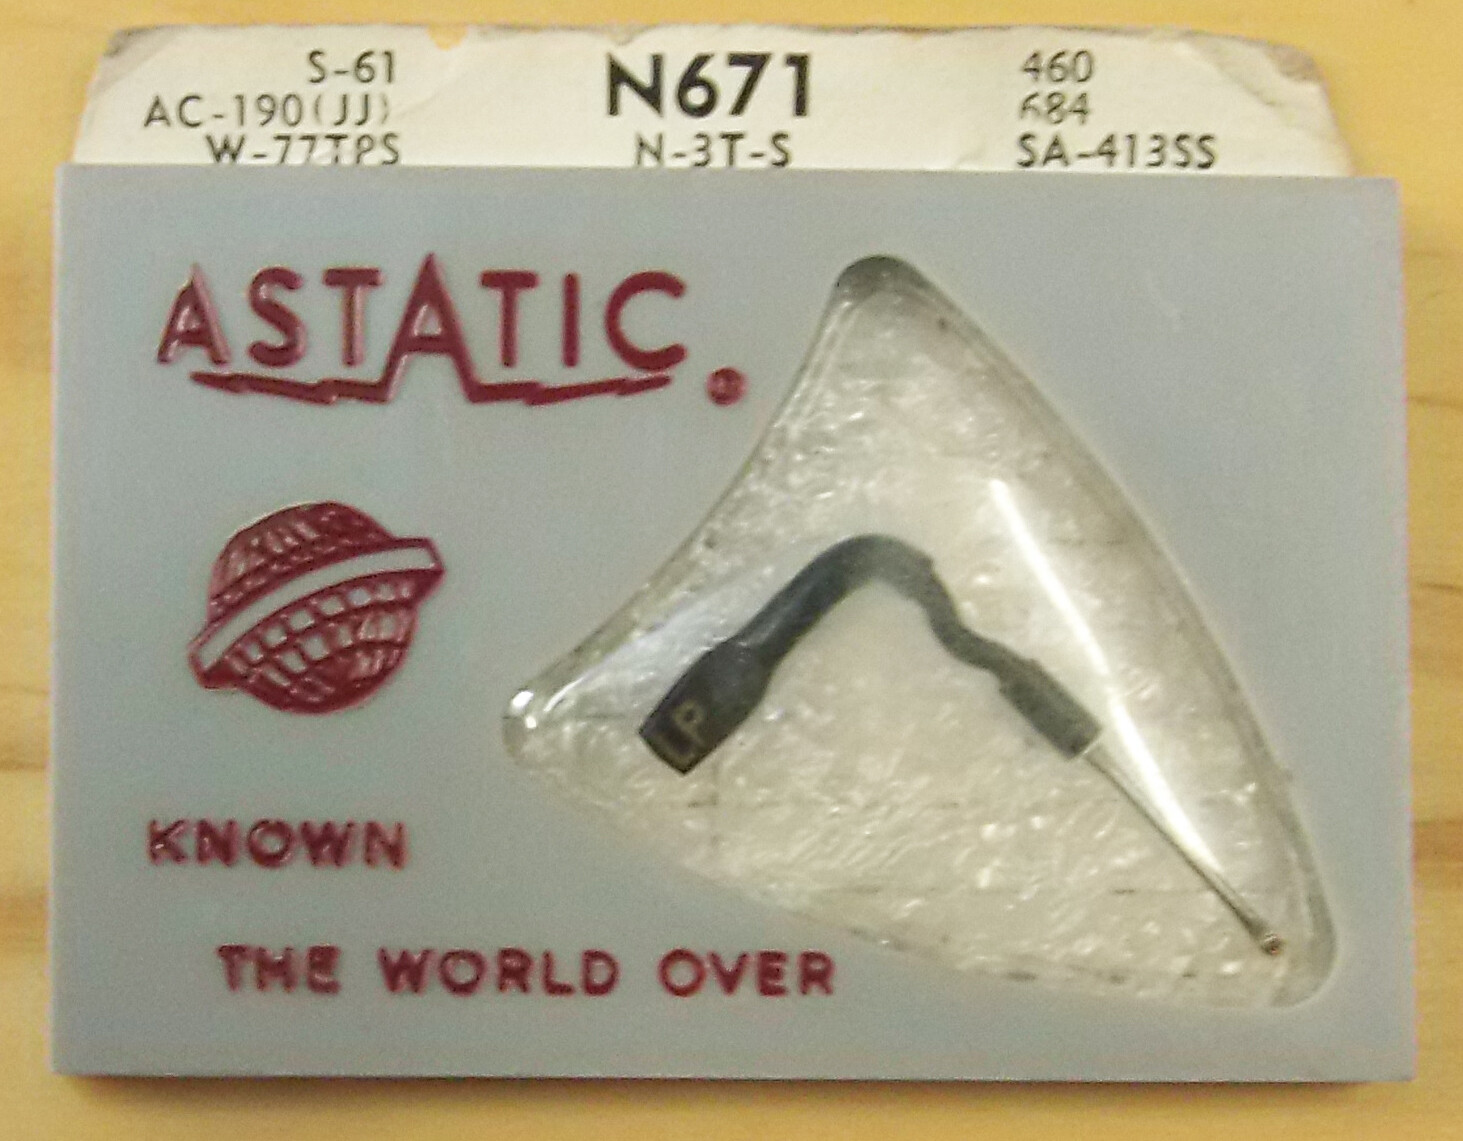 S-61 N671 460
AC-190(JJ) 684
W-77TPS N-3T-S SA-413SS
ASTATIC ®
LP
KNOWN
THE WORLD OVER